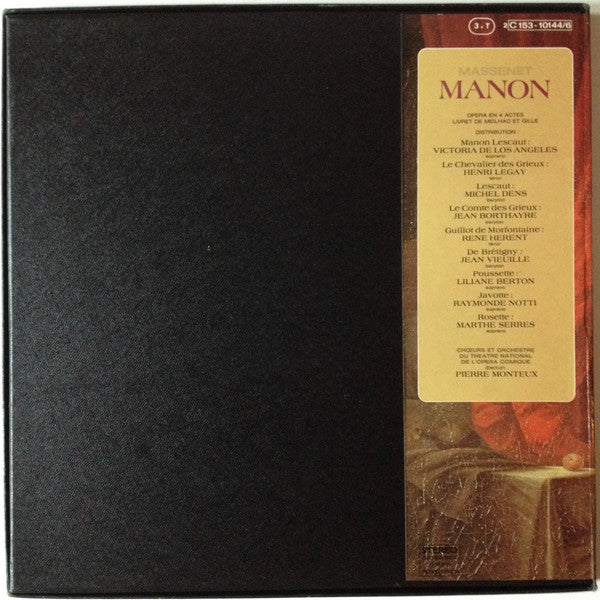 3 • T
2C 153-10144/6
MASSENET
MANON
OPERA EN 4 ACTES
LIVRET DE MEILHAC ET GILLE
DISTRIBUTION :
Manon Lescaut :
VICTORIA DE LOS ANGELES
soprano
Le Chevalier des Grieux :
HENRI LEGAY
ténor
Lescaut :
MICHEL DENS
baryton
Le Comte des Grieux :
JEAN BORTHAYRE
baryton
Guillot de Morfontaine :
RENE HERENT
ténor
De Brétigny :
JEAN VIEUILLE
baryton
Poussette :
LILIANE BERTON
soprano
Javotte :
RAYMONDE NOTTI
soprano
Rosette :
MARTHE SERRES
soprano
CHŒURS ET ORCHESTRE
DU THEATRE NATIONAL
DE L'OPERA COMIQUE
direction
PIERRE MONTEUX
STEREO